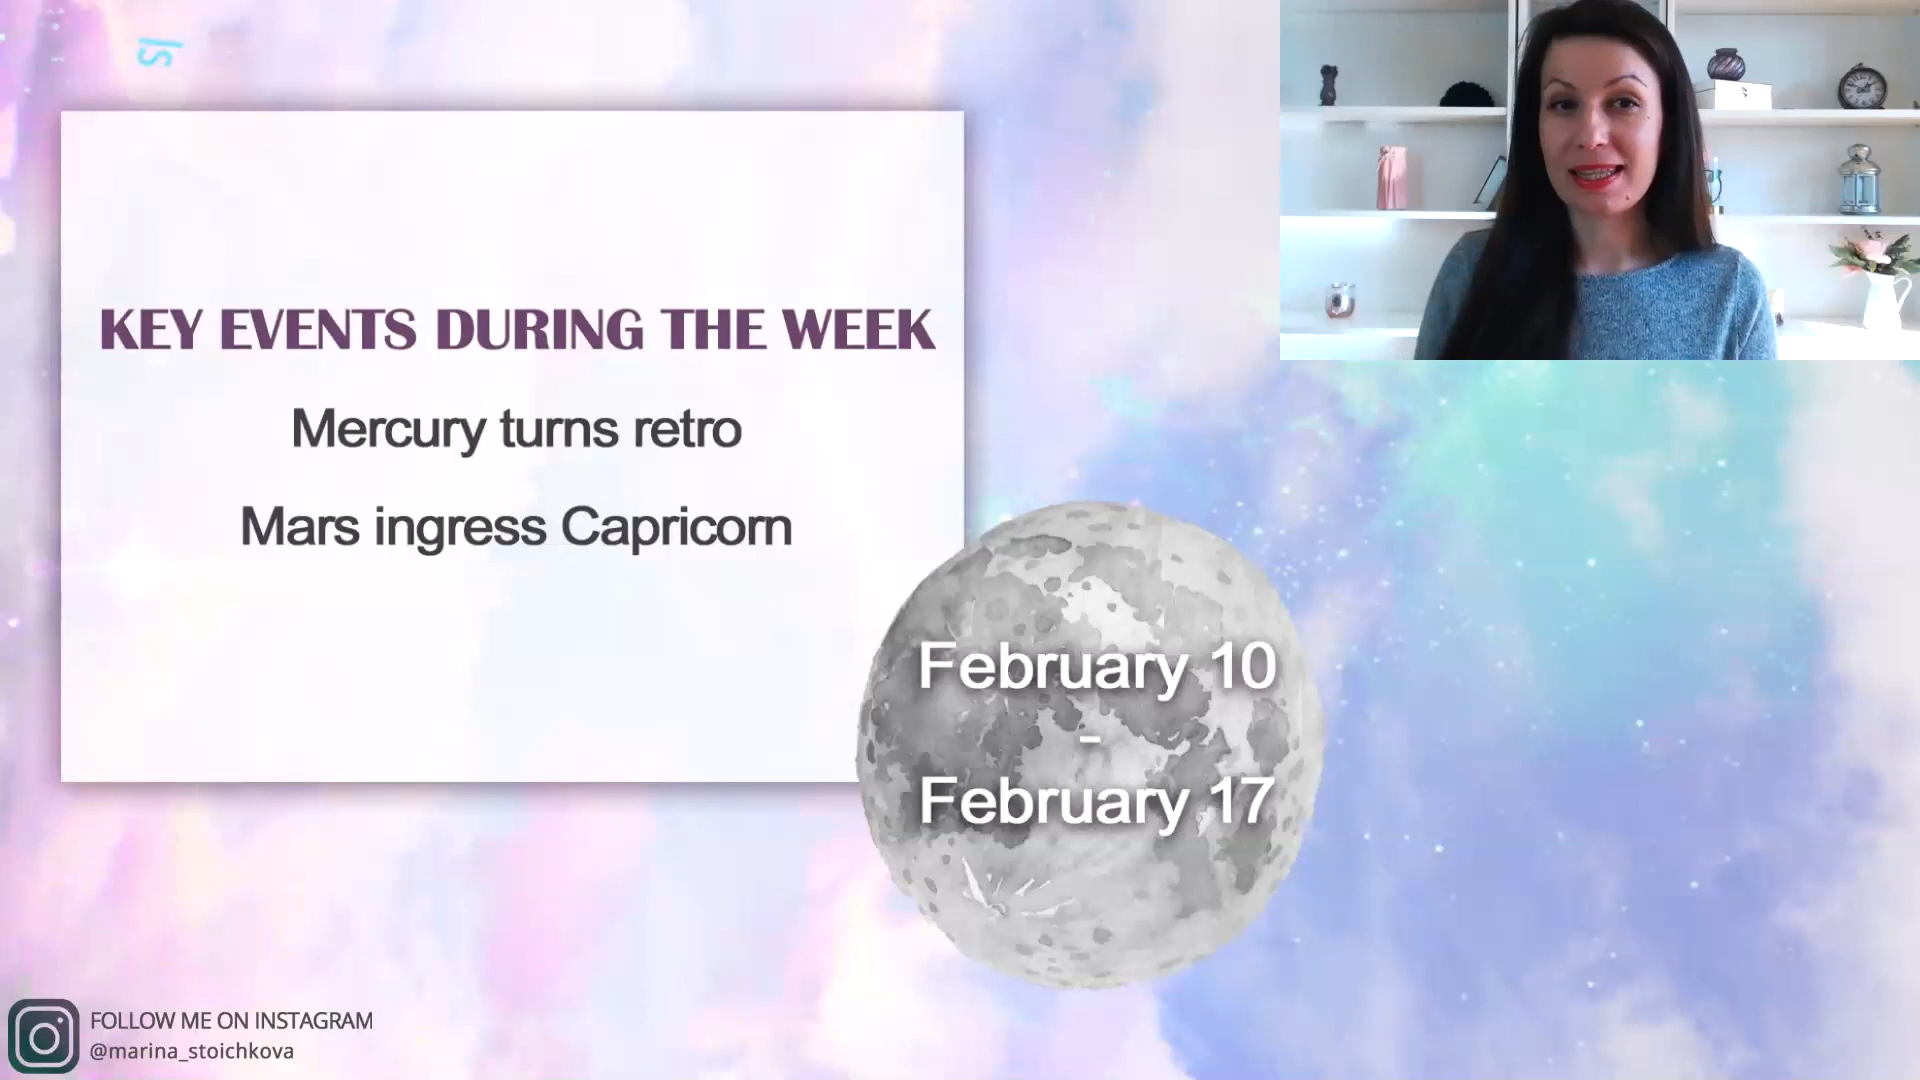 KEY EVENTS DURING THE WEEK
Mercury turns retro
Mars ingress Capricorn
February 10
-
February 17
FOLLOW ME ON INSTAGRAM
@marina_stoichkova